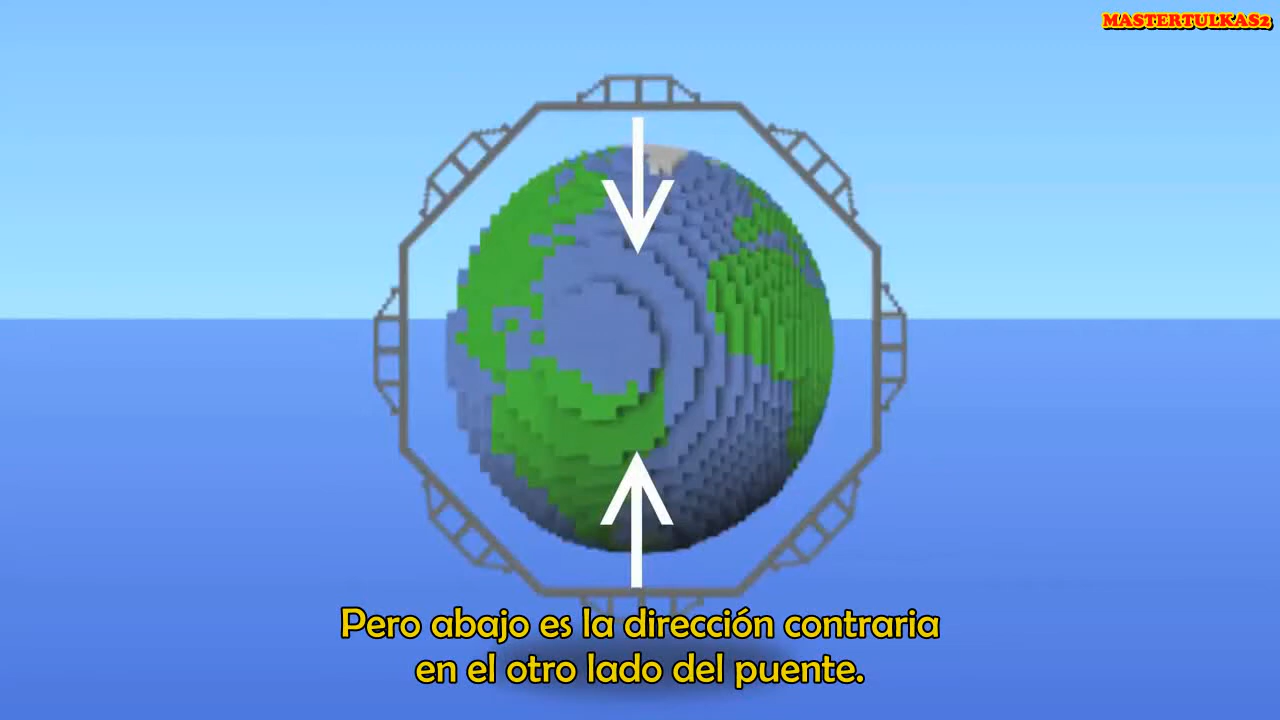 MASTERTULKAS2
Pero abajo es la dirección contraria
en el otro lado del puente.